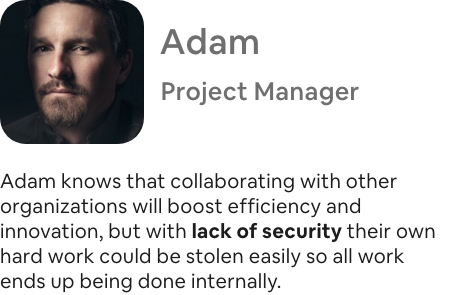 Adam
Project Manager
Adam knows that collaborating with other
organizations will boost efficiency and
innovation, but with lack of security their own
hard work could be stolen easily so all work
ends up being done internally.